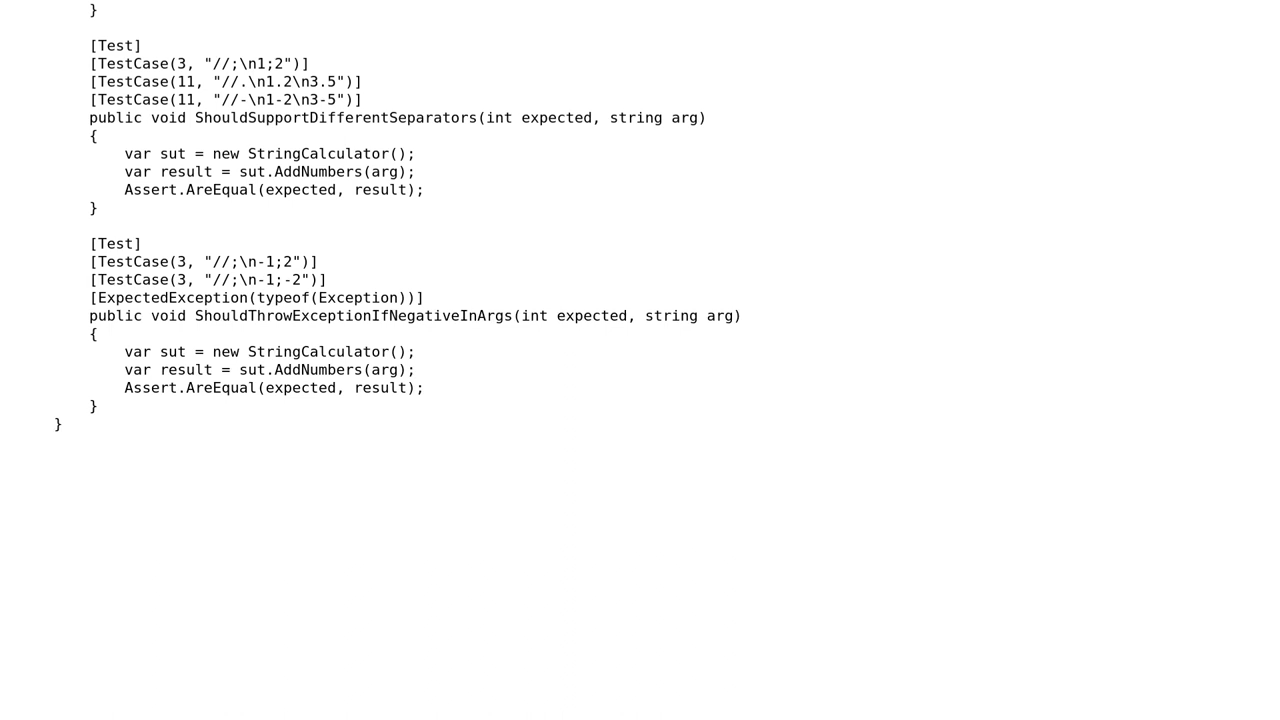 }
[Test]
[TestCase(3, "//;\n1;2")]
[TestCase(11, "//.\n1.2\n3.5")]
[TestCase(11, "//-\n1-2\n3-5")]
public void ShouldSupportDifferentSeparators(int expected, string arg)
{
var sut = new StringCalculator();
var result = sut.AddNumbers(arg);
Assert.AreEqual(expected, result);
}
[Test]
[TestCase(3, "//;\n-1;2")]
[TestCase(3, "//;\n-1;-2")]
[ExpectedException(typeof(Exception))]
public void ShouldThrowExceptionIfNegativeInArgs(int expected, string arg)
{
var sut = new StringCalculator();
var result = sut.AddNumbers(arg);
Assert.AreEqual(expected, result);
}
}